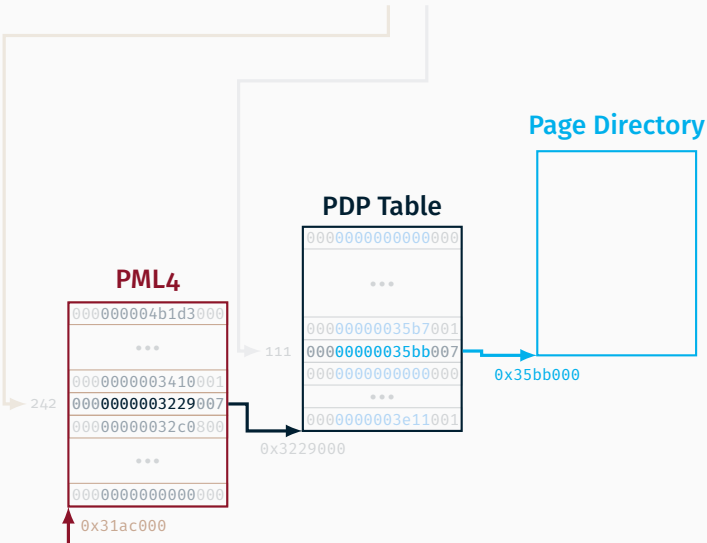 Page Directory
PDP Table
0000000000000000
...
PML4
00000000035b7001
000000004b1d3000
111 00000000035bb007
...
0000000000000000
0x35bb000
0000000003410001
...
242 0000000003229007
0000000003e11001
00000000032c0800
0x3229000
...
0000000000000000
0x31ac000